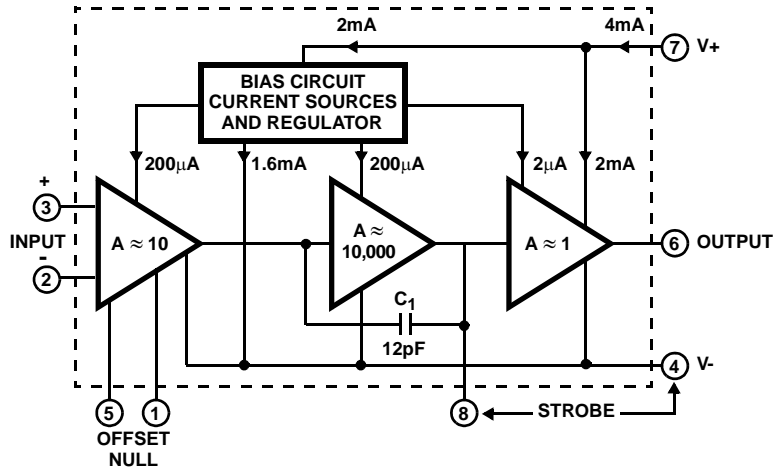 2mA
4mA
7
V+
BIAS CIRCUIT
CURRENT SOURCES
AND REGULATOR
200μA
1.6mA
200μA
2μA
2mA
+
3
INPUT
-
2
A ≈ 10
A ≈
10,000
A ≈ 1
6
OUTPUT
C1
12pF
4
V-
5
1
8
STROBE
OFFSET
NULL